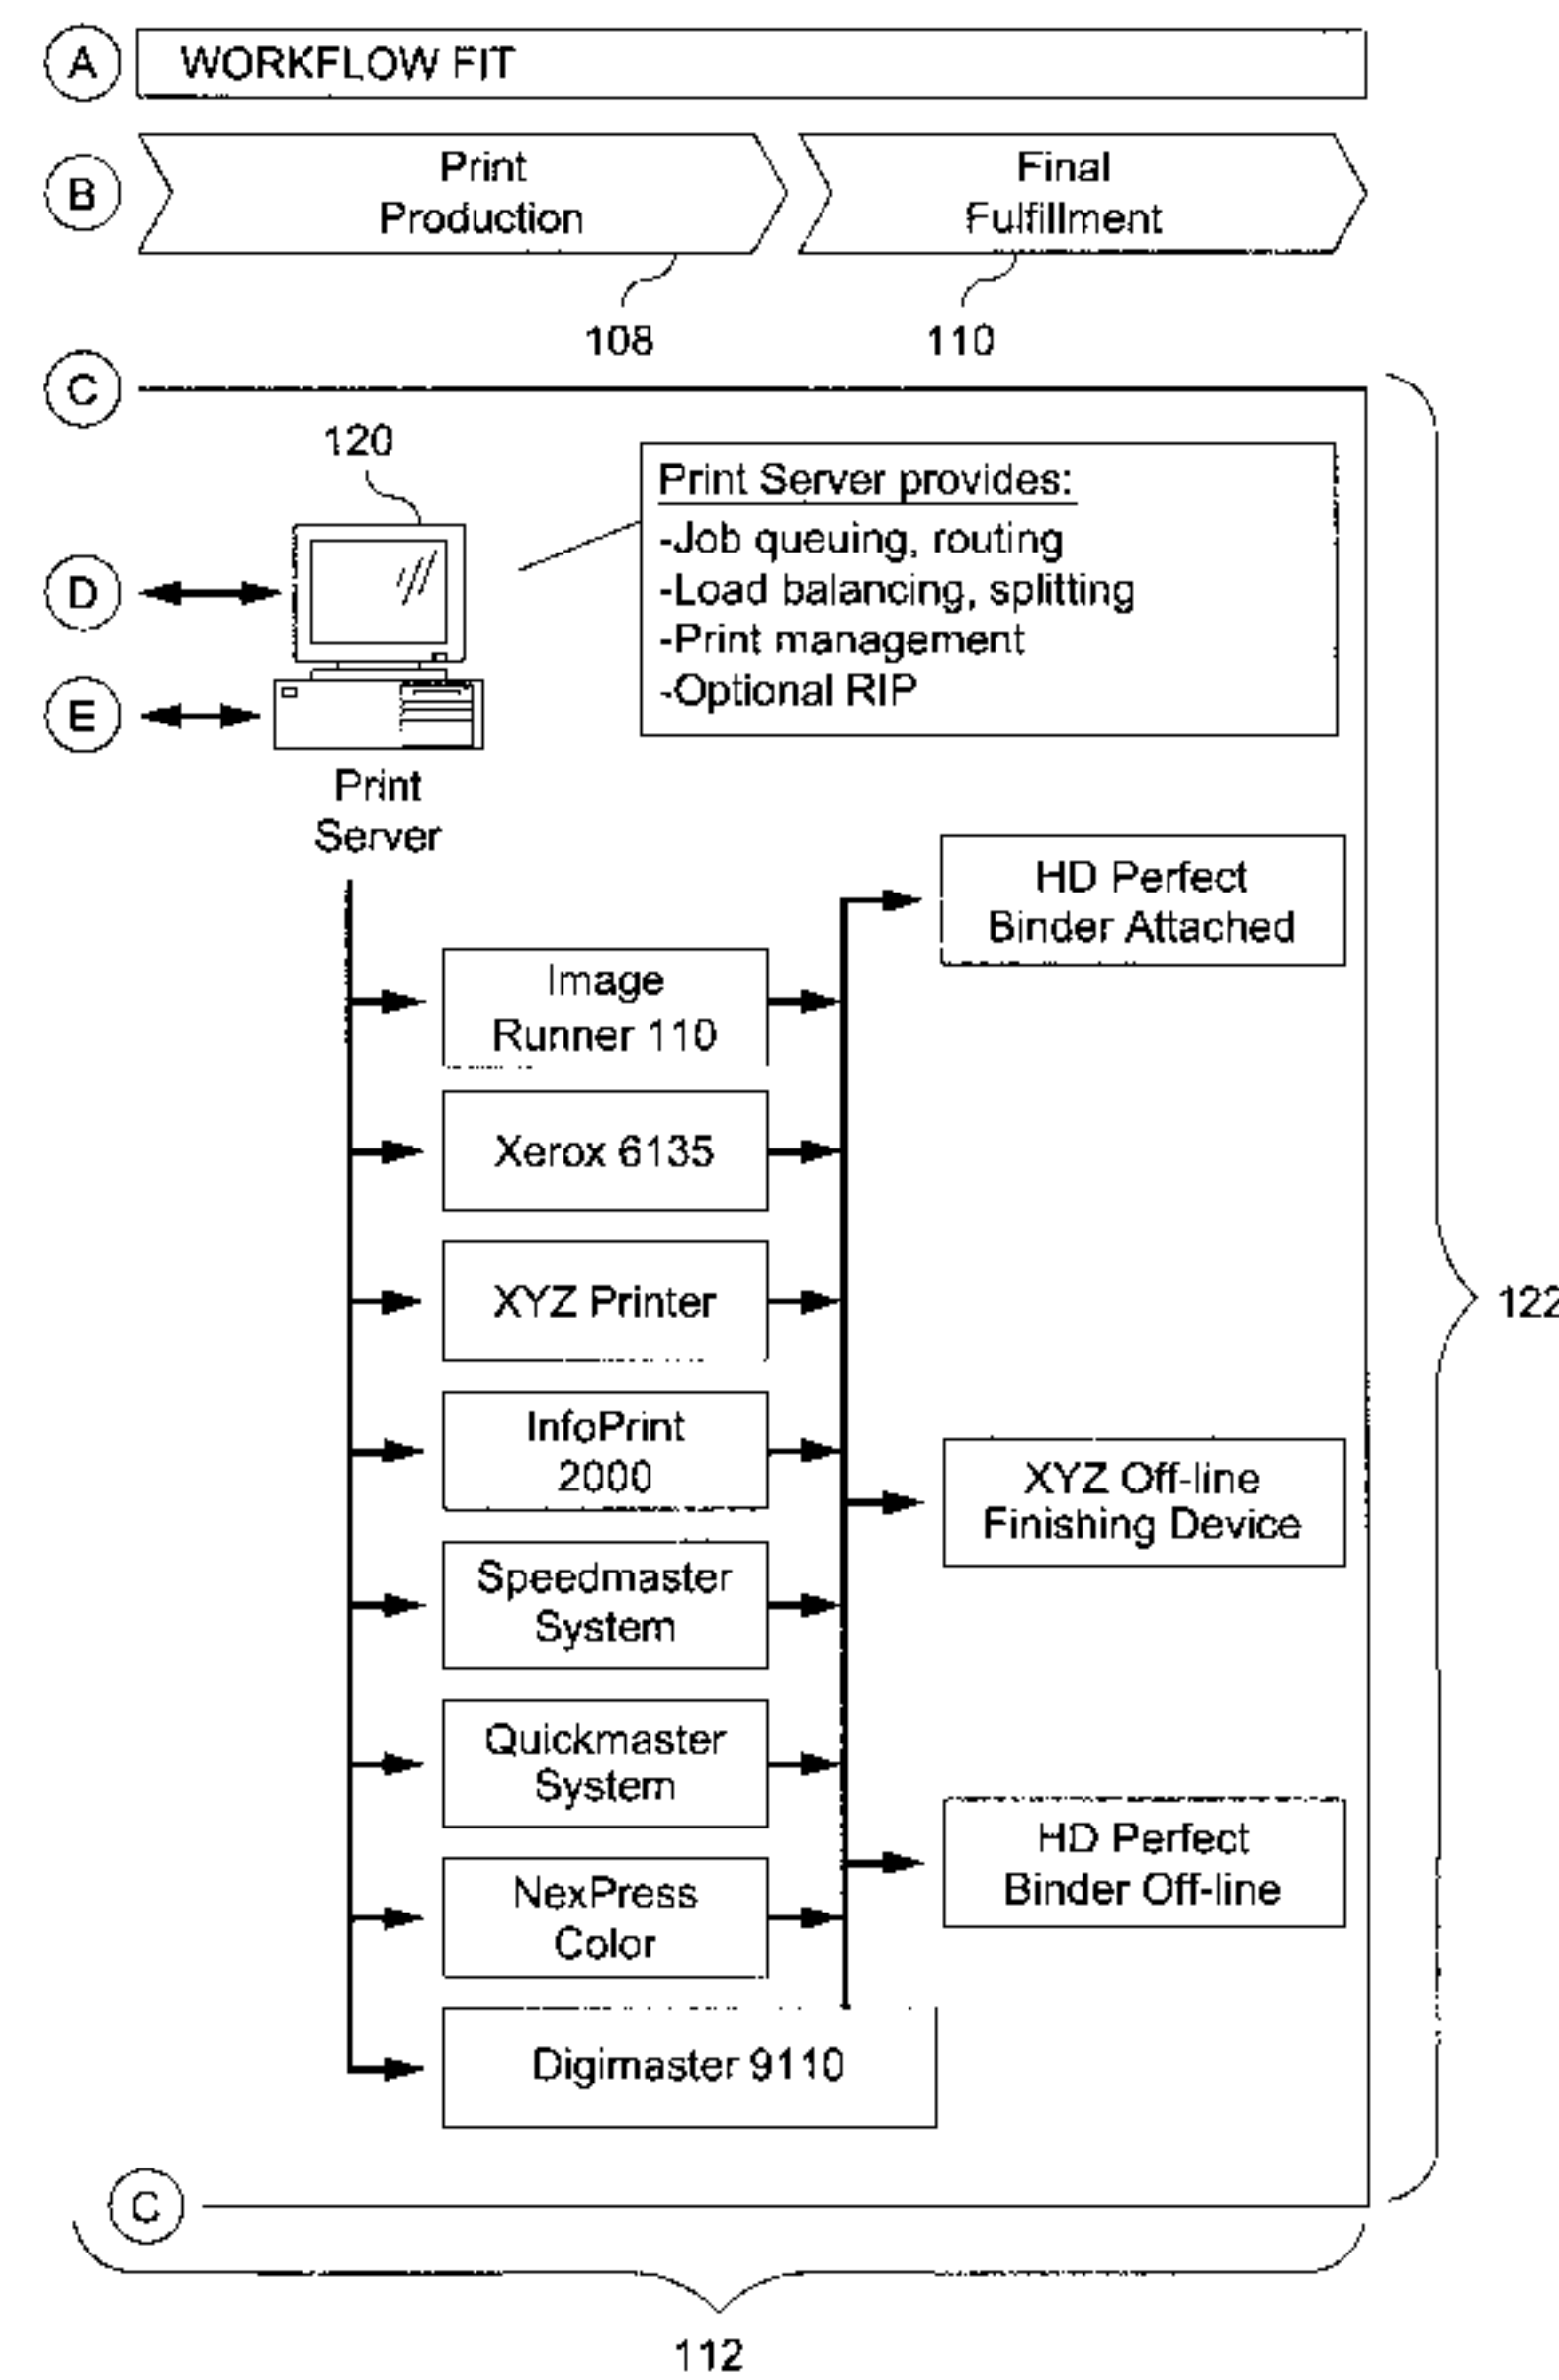 A
WORKFLOW FIT
B
Print
Production
Final
Fulfillment
108
110
C
120
Print Server provides:
-Job queuing, routing
-Load balancing, splitting
-Print management
-Optional RIP
D
E
Print
Server
HD Perfect
Binder Attached
Image
Runner 110
Xerox 6135
XYZ Printer
122
InfoPrint
2000
XYZ Off-line
Finishing Device
Speedmaster
System
Quickmaster
System
HD Perfect
Binder Off-line
NexPress
Color
Digimaster 9110
C
112